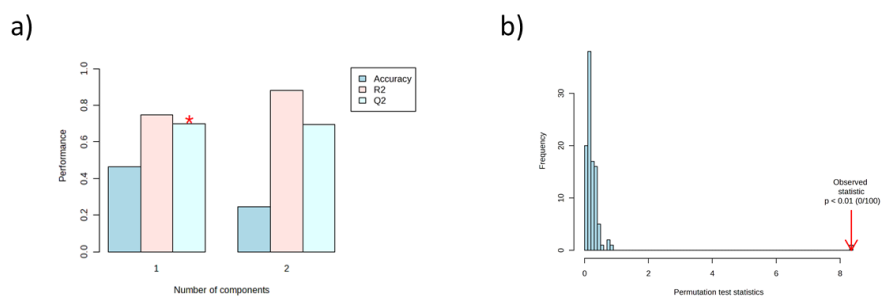 a)
Performance
0.0
0.2
0.4
0.6
0.8
1.0
Accuracy
R2
Q2
*
1
2
Number of components
b)
Frequency
0
10
20
30
Observed
statistic
p < 0.01 (0/100)
0
2
4
6
8
Permutation test statistics